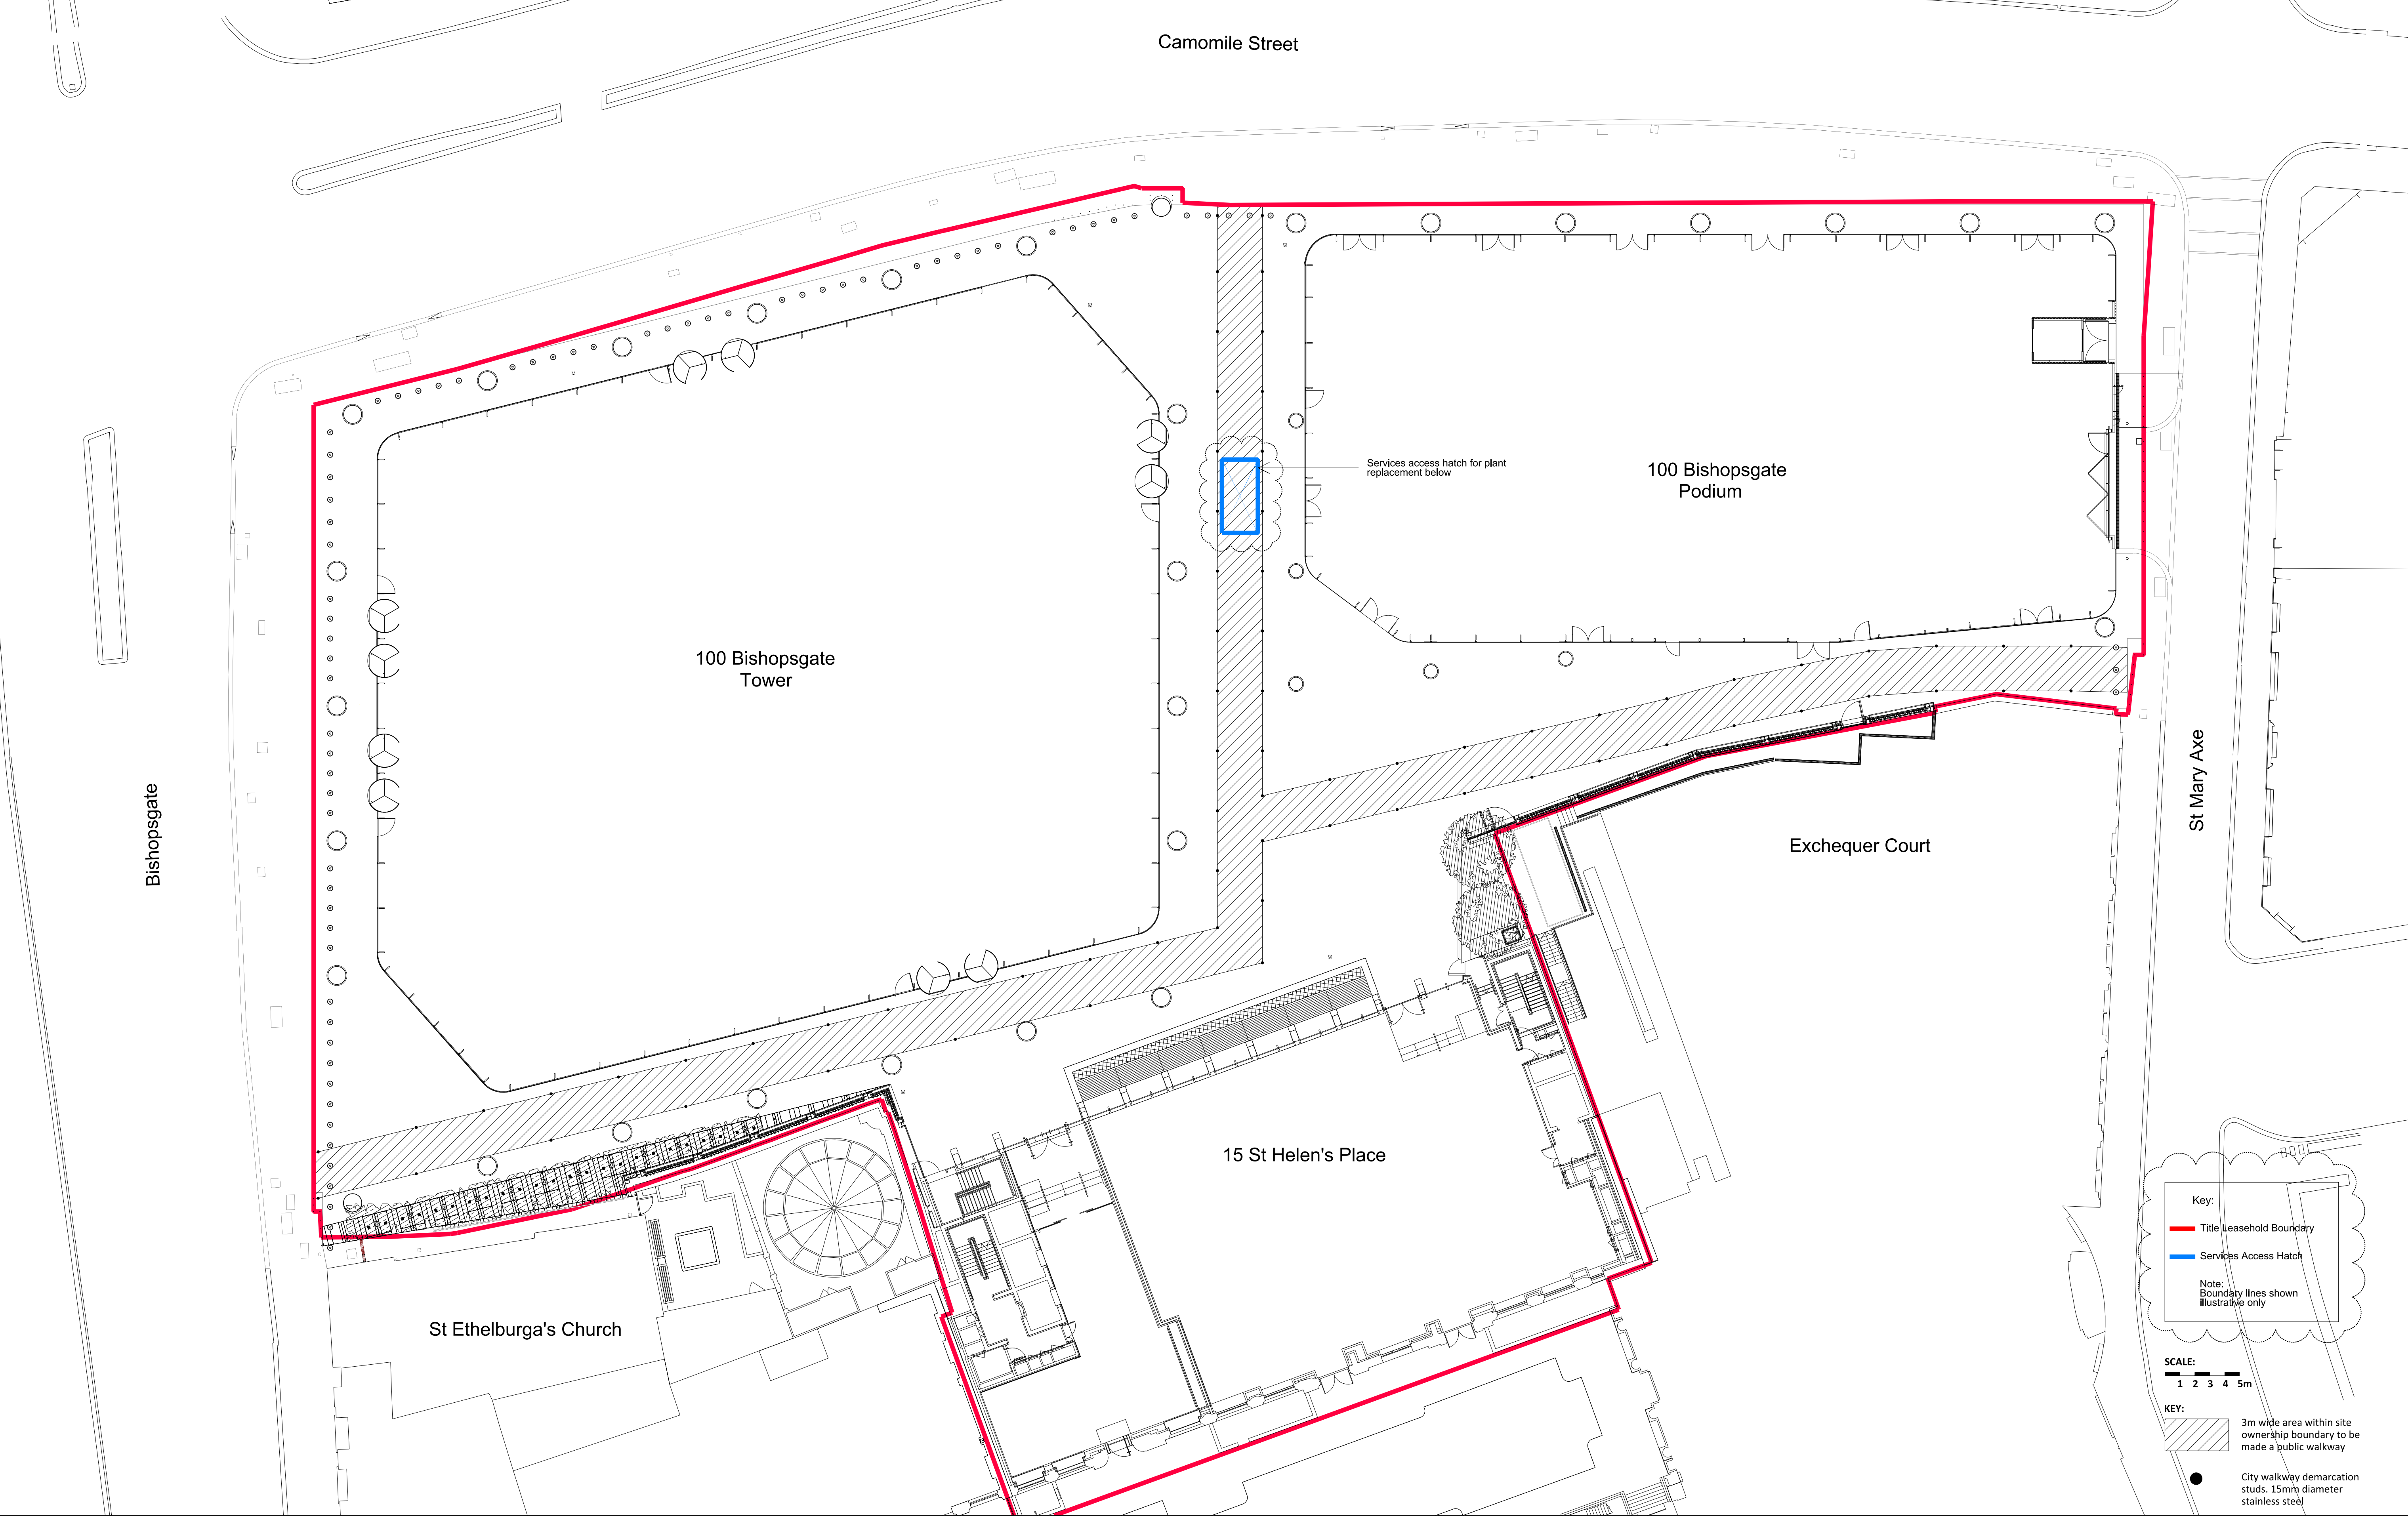 Camomile Street
Services access hatch for plant
replacement below
100 Bishopsgate
Podium
100 Bishopsgate
Tower
Bishopsgate
St Mary Axe
Exchequer Court
15 St Helen's Place
St Ethelburga's Church
Key:
Title Leasehold Boundary
Services Access Hatch
Note:
Boundary lines shown
illustrative only
SCALE:
1 2 3 4 5m
KEY:
3m wide area within site
ownership boundary to be
made a public walkway
City walkway demarcation
studs. 15mm diameter
stainless steel